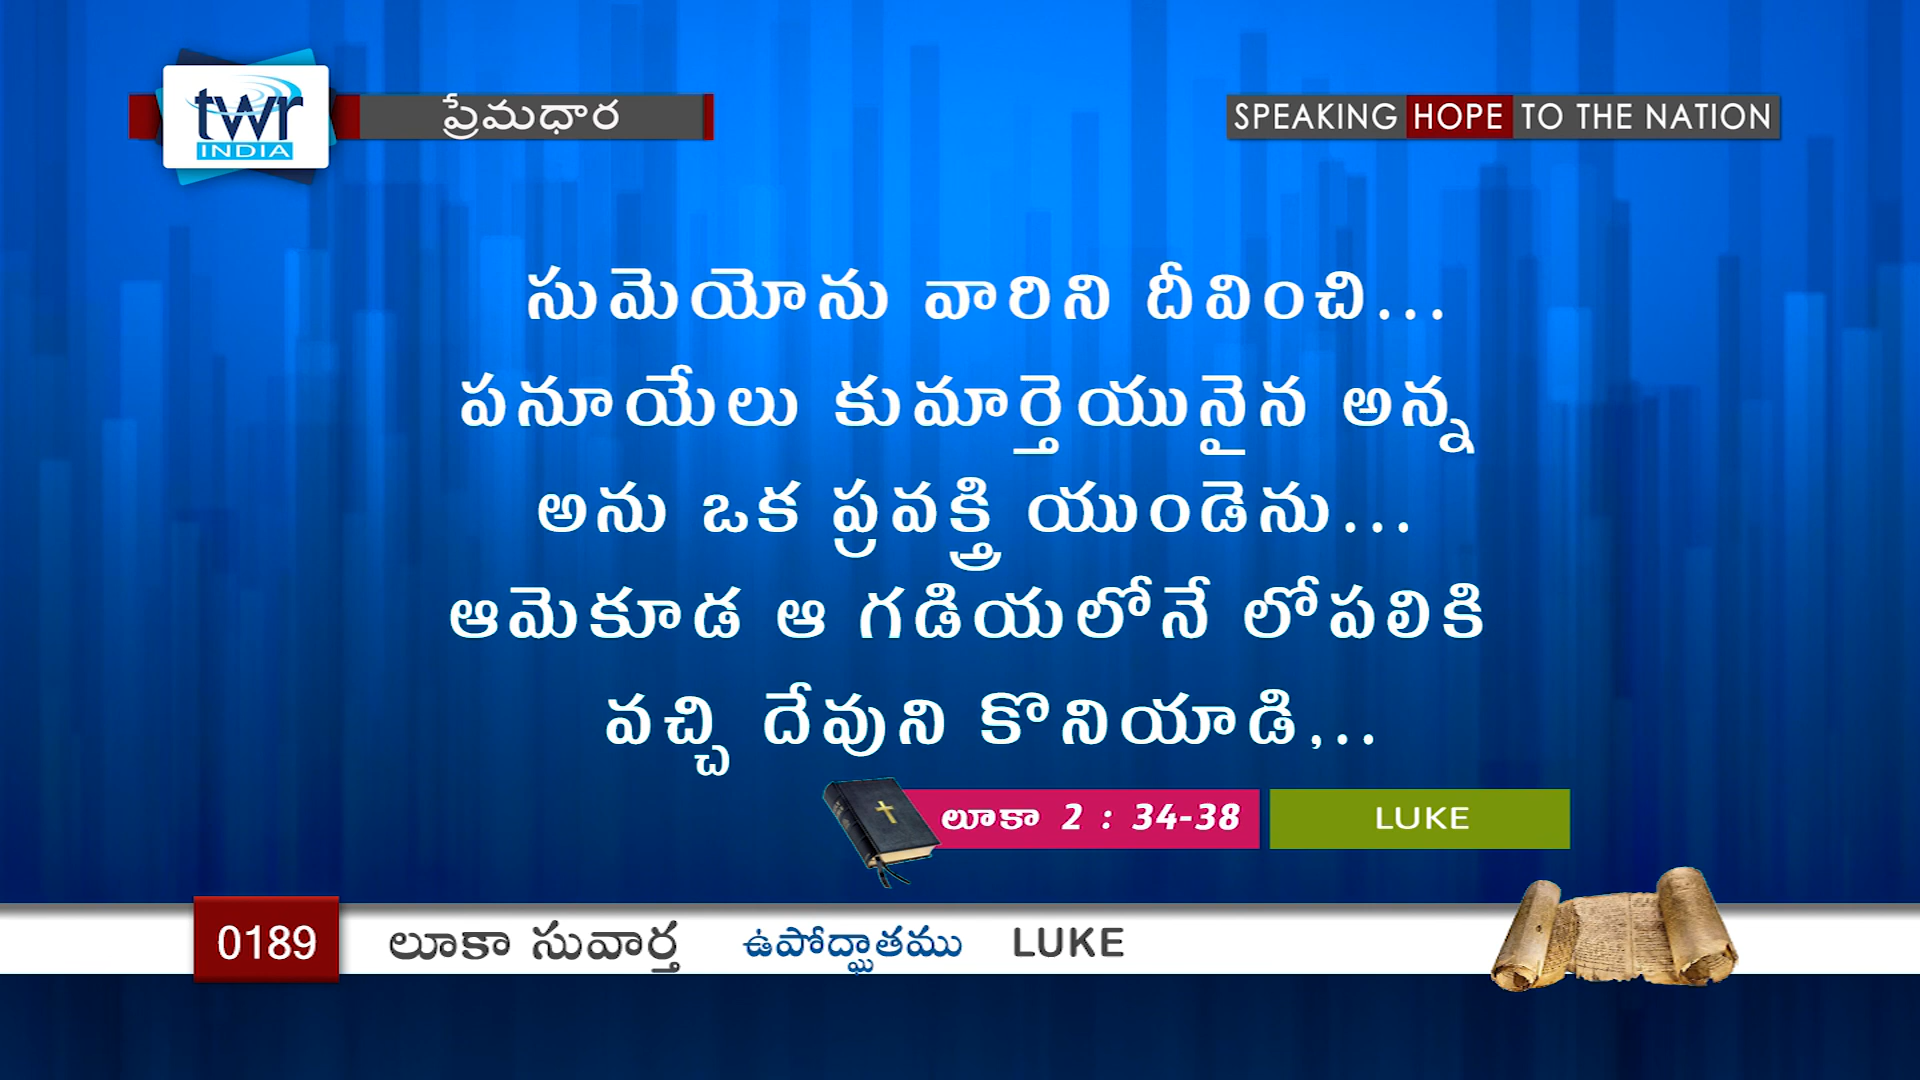 twr
INDIA
ప్రేమధార
SPEAKING HOPE TO THE NATION
సుమెయోను వారిని దీవించి...
పనూయేలు కుమార్తెయునైన అన్న
అను ఒక ప్రవక్త్రి యుండెను...
ఆమెకూడ ఆ గడియలోనే లోపలికి
వచ్చి దేవుని కొనియాడి,..
లూకా 2 : 34-38
LUKE
0189 లూకా సువార్త ఉపోద్ఘాతము LUKE